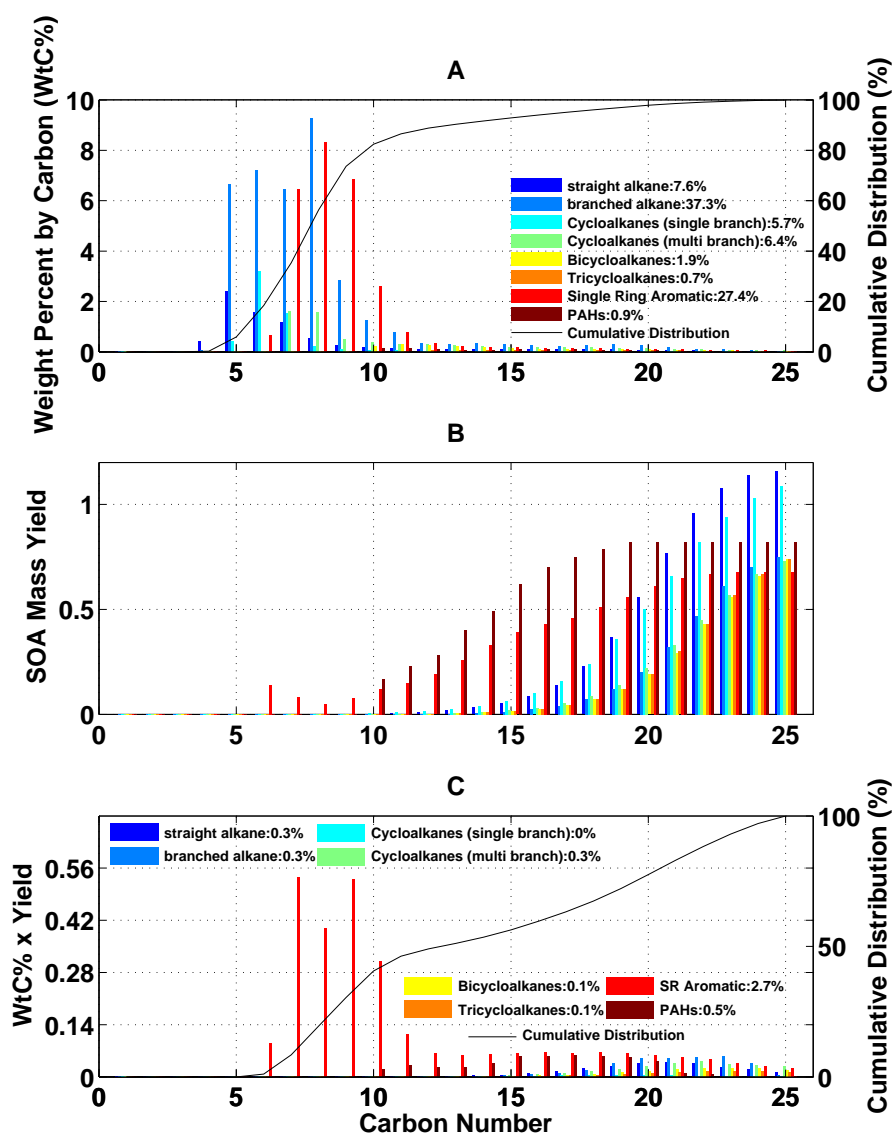 A
Weight Percent by Carbon (WtC%)
Cumulative Distribution (%)
10
8
6
4
2
0
100
80
60
40
20
0
0 5 10 15 20 25
straight alkane:7.6%
branched alkane:37.3%
Cycloalkanes (single branch):5.7%
Cycloalkanes (multi branch):6.4%
Bicycloalkanes:1.9%
Tricycloalkanes:0.7%
Single Ring Aromatic:27.4%
PAHs:0.9%
Cumulative Distribution
B
SOA Mass Yield
1
0.5
0
0 5 10 15 20 25
C
WtC% x Yield
Cumulative Distribution (%)
0.56
0.42
0.28
0.14
0
100
50
0
straight alkane:0.3%
branched alkane:0.3%
Cycloalkanes (single branch):0%
Cycloalkanes (multi branch):0.3%
Bicycloalkanes:0.1%
Tricycloalkanes:0.1%
SR Aromatic:2.7%
PAHs:0.5%
Cumulative Distribution
0 5 10 15 20 25
Carbon Number